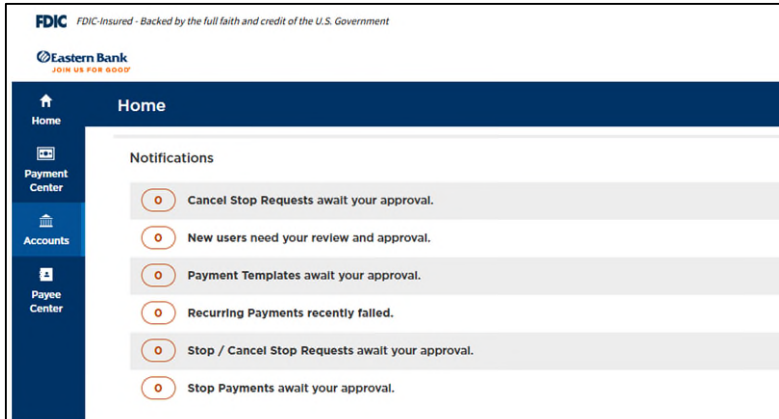 FDIC FDIC-Insured - Backed by the full faith and credit of the U.S. Government
Eastern Bank
JOIN US FOR GOOD
Home
Home
Payment
Center
Accounts
Payee
Center
Notifications
0 Cancel Stop Requests await your approval.
0 New users need your review and approval.
0 Payment Templates await your approval.
0 Recurring Payments recently failed.
0 Stop / Cancel Stop Requests await your approval.
0 Stop Payments await your approval.